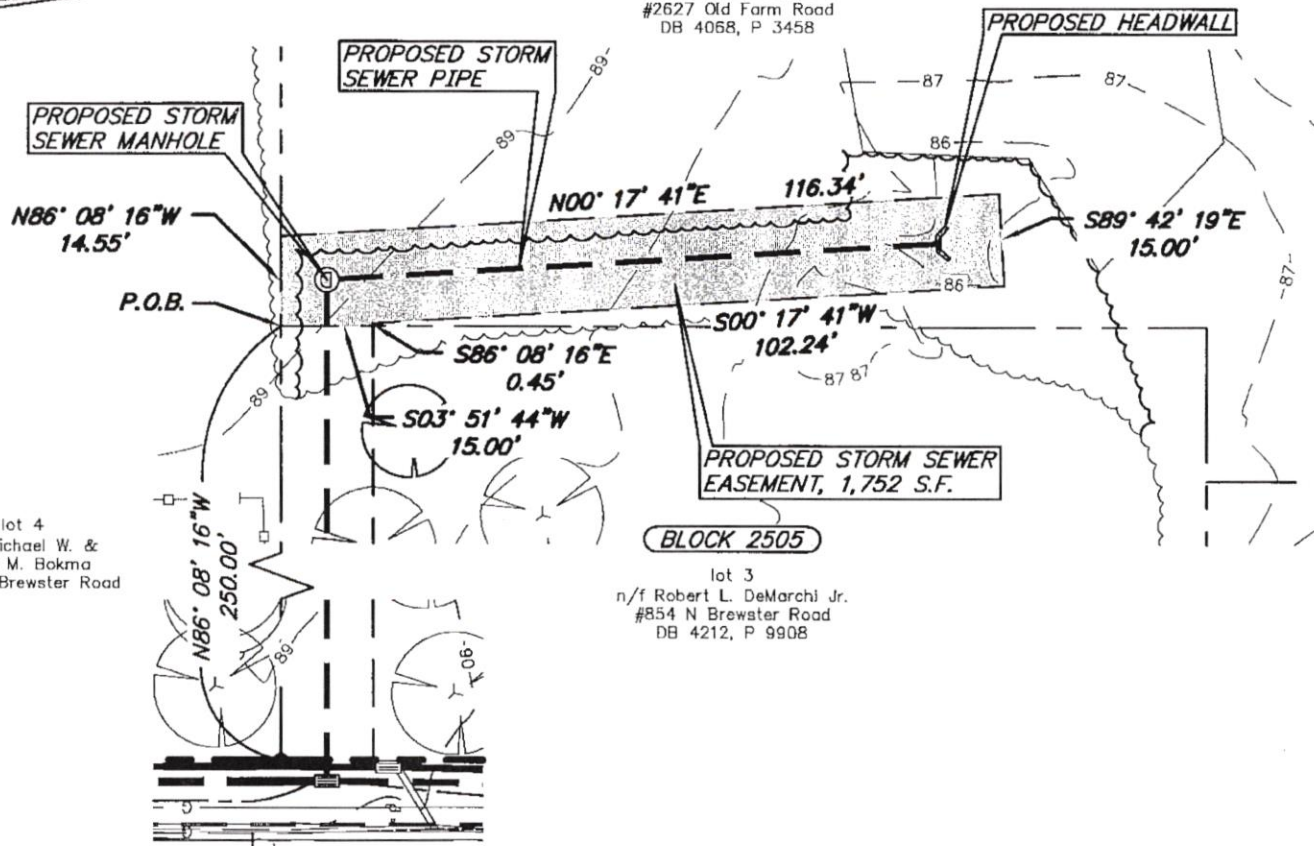 #2627 Old Farm Road
DB 4068, P 3458
PROPOSED HEADWALL
PROPOSED STORM
SEWER PIPE
PROPOSED STORM
SEWER MANHOLE
89
87
87
89
86
N00° 17' 41"E
116.34'
N86° 08' 16"W
14.55'
S89° 42' 19"E
15.00'
P.O.B.
86
87
S00° 17' 41"W
102.24'
S86° 08' 16"E
0.45'
87
87
89
S03° 51' 44"W
15.00'
PROPOSED STORM SEWER
EASEMENT, 1,752 S.F.
N86° 08' 16"W
250.00'
lot 4
ichael W. &
M. Bokma
Brewster Road
BLOCK 2505
lot 3
n/f Robert L. DeMarchi Jr.
#854 N Brewster Road
DB 4212, P 9908
89
90
G